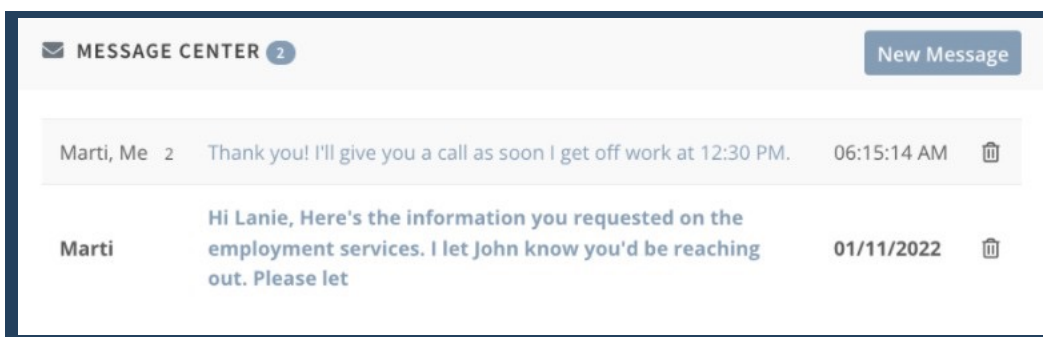 MESSAGE CENTER 2
New Message
Marti, Me 2 Thank you! I'll give you a call as soon I get off work at 12:30 PM. 06:15:14 AM
Hi Lanie, Here's the information you requested on the
Marti employment services. I let John know you'd be reaching 01/11/2022
out. Please let